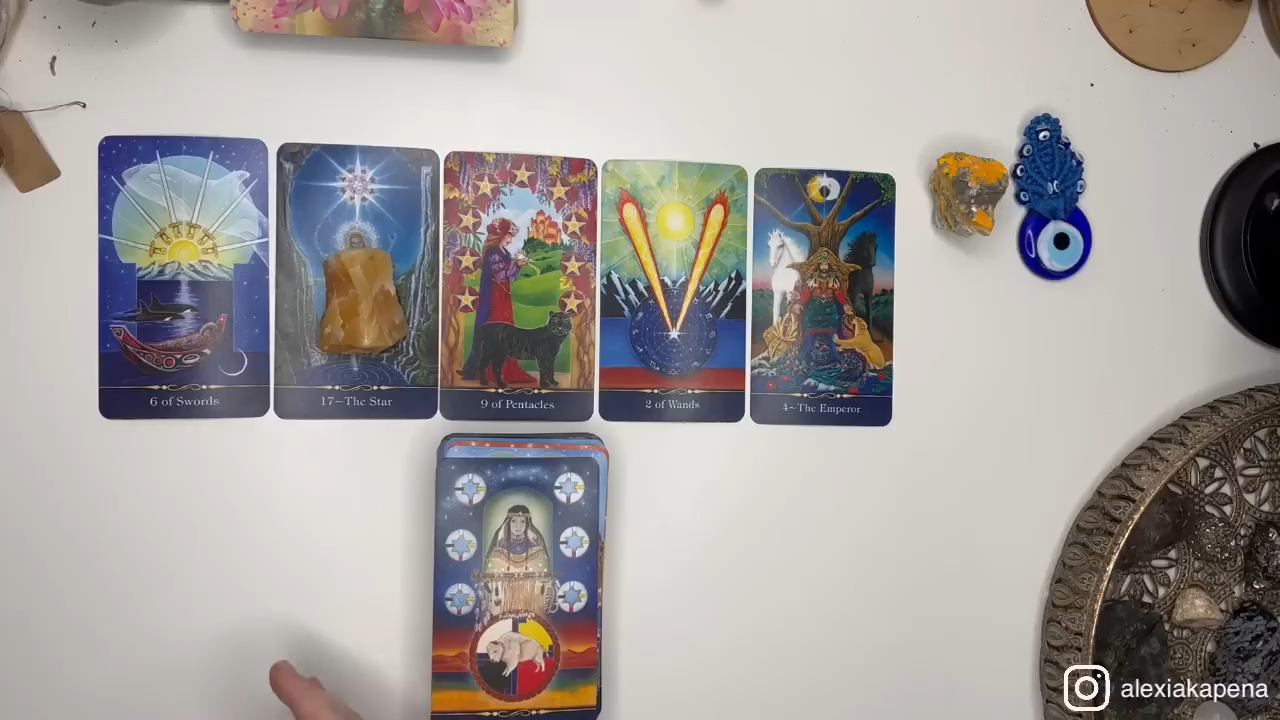 6 of Swords
17~The Star
9 of Pentacles
2 of Wands
4~The Emperor
alexiakapena